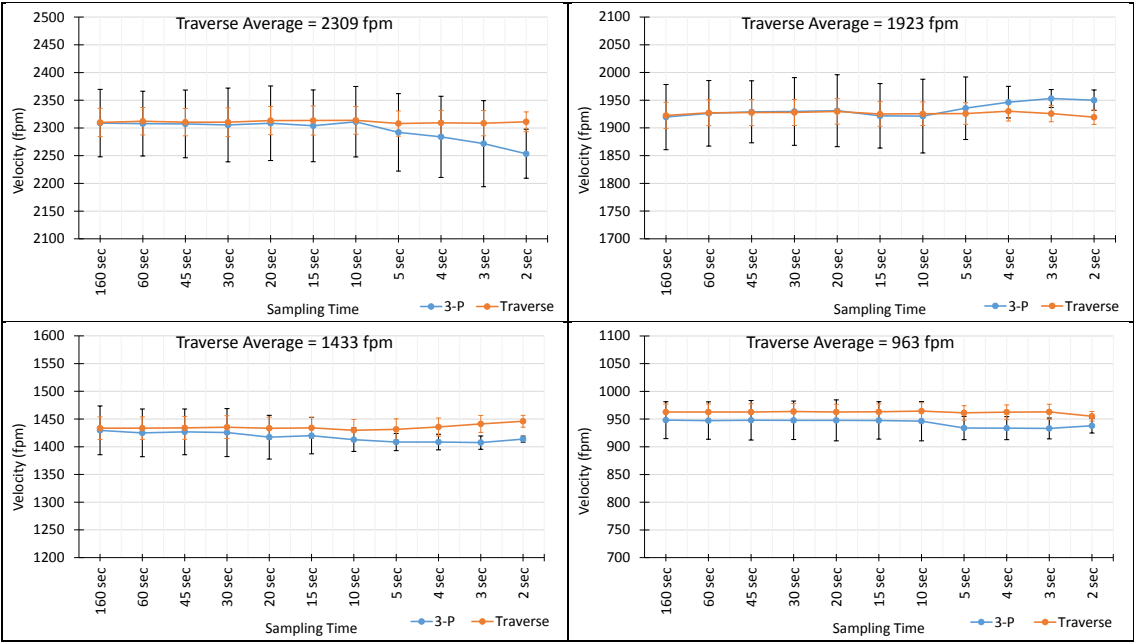 Traverse Average = 2309 fpm
2500
2450
2400
2350
2300
2250
2200
2150
2100
Velocity (fpm)
160 sec
60 sec
45 sec
30 sec
20 sec
15 sec
10 sec
5 sec
4 sec
3 sec
2 sec
Sampling Time
3-P
Traverse
Traverse Average = 1923 fpm
2100
2050
2000
1950
1900
1850
1800
1750
1700
Velocity (fpm)
160 sec
60 sec
45 sec
30 sec
20 sec
15 sec
10 sec
5 sec
4 sec
3 sec
2 sec
Sampling Time
3-P
Traverse
Traverse Average = 1433 fpm
1600
1550
1500
1450
1400
1350
1300
1250
1200
Velocity (fpm)
160 sec
60 sec
45 sec
30 sec
20 sec
15 sec
10 sec
5 sec
4 sec
3 sec
2 sec
Sampling Time
3-P
Traverse
Traverse Average = 963 fpm
1100
1050
1000
950
900
850
800
750
700
Velocity (fpm)
160 sec
60 sec
45 sec
30 sec
20 sec
15 sec
10 sec
5 sec
4 sec
3 sec
2 sec
Sampling Time
3-P
Traverse